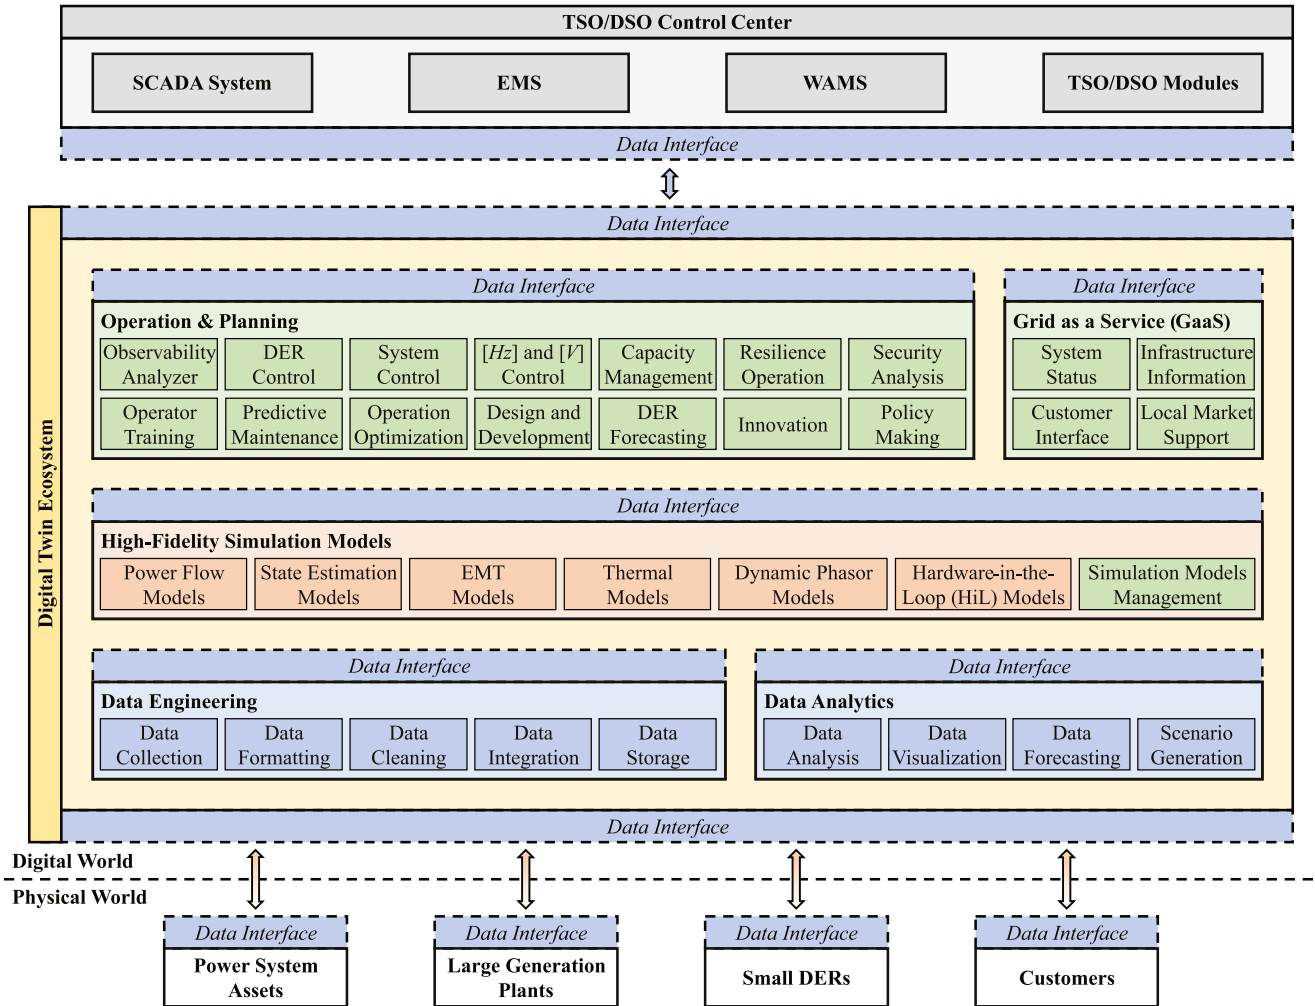 TSO/DSO Control Center
SCADA System
EMS
WAMS
TSO/DSO Modules
Data Interface
Data Interface
Digital Twin Ecosystem
Data Interface
Operation & Planning
Observability
Analyzer
DER
Control
System
Control
[Hz] and [V]
Control
Capacity
Management
Resilience
Operation
Security
Analysis
Operator
Training
Predictive
Maintenance
Operation
Optimization
Design and
Development
DER
Forecasting
Innovation
Policy
Making
Data Interface
Grid as a Service (GaaS)
System
Status
Infrastructure
Information
Customer
Interface
Local Market
Support
Data Interface
High-Fidelity Simulation Models
Power Flow
Models
State Estimation
Models
EMT
Models
Thermal
Models
Dynamic Phasor
Models
Hardware-in-the-
Loop (HiL) Models
Simulation Models
Management
Data Interface
Data Engineering
Data
Collection
Data
Formatting
Data
Cleaning
Data
Integration
Data
Storage
Data Interface
Data Analytics
Data
Analysis
Data
Visualization
Data
Forecasting
Scenario
Generation
Data Interface
Digital World
Physical World
Data Interface
Power System
Assets
Data Interface
Large Generation
Plants
Data Interface
Small DERs
Data Interface
Customers